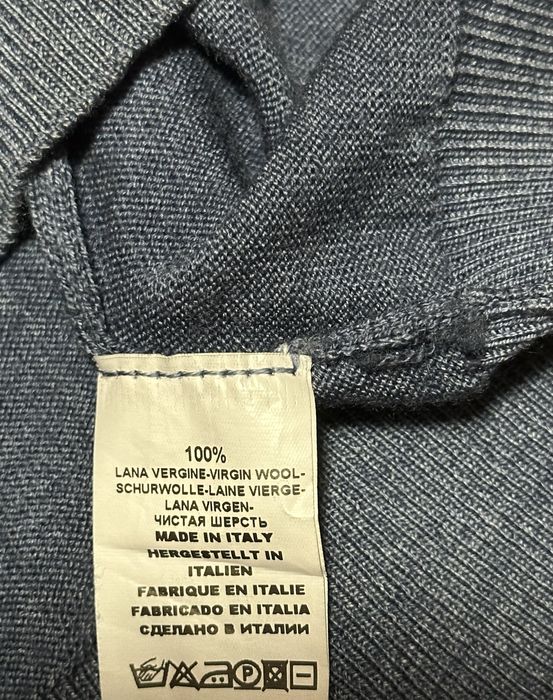 100%
LANA VERGINE-VIRGIN WOOL-
SCHURWOLLE-LAINE VIERGE-
LANA VIRGEN-
ЧИСТАЯ ШЕРСТЬ
MADE IN ITALY
HERGESTELLT IN
ITALIEN
FABRIQUE EN ITALIE
FABRICADO EN ITALIA
СДЕЛАНО В ИТАЛИИ
P